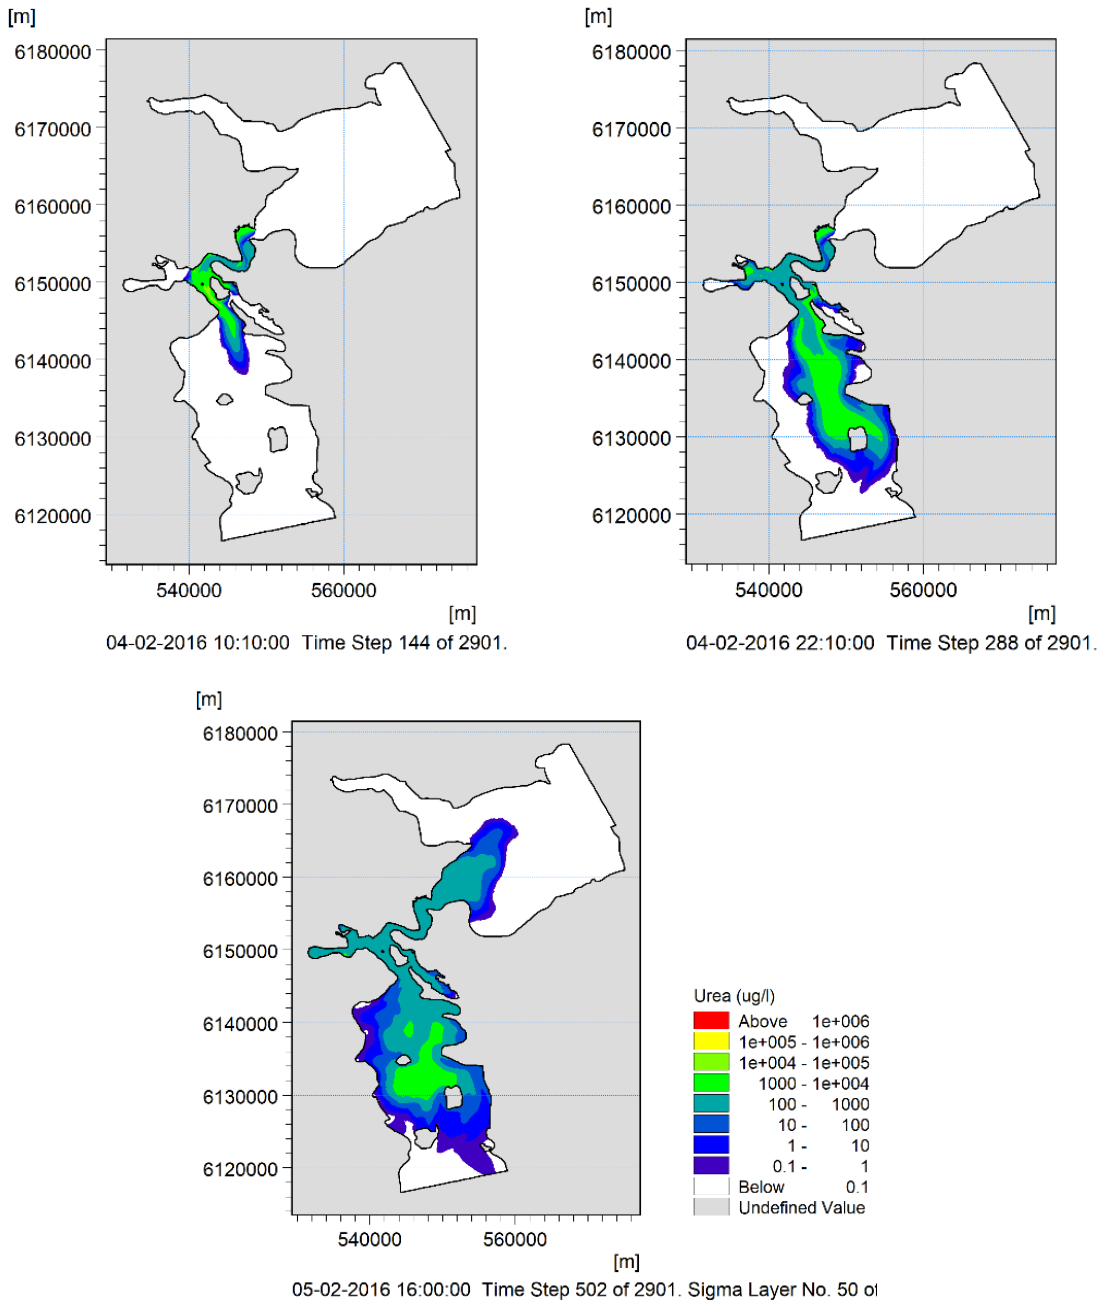 [m]
6180000
6170000
6160000
6150000
6140000
6130000
6120000
540000 560000
[m]
04-02-2016 10:10:00 Time Step 144 of 2901.
[m]
6180000
6170000
6160000
6150000
6140000
6130000
6120000
540000 560000
[m]
04-02-2016 22:10:00 Time Step 288 of 2901.
[m]
6180000
6170000
6160000
6150000
6140000
6130000
6120000
540000 560000
[m]
05-02-2016 16:00:00 Time Step 502 of 2901. Sigma Layer No. 50 of
Urea (ug/l)
Above 1e+006
1e+005 - 1e+006
1e+004 - 1e+005
1000 - 1e+004
100 - 1000
10 - 100
1 - 10
0.1 - 1
Below 0.1
Undefined Value